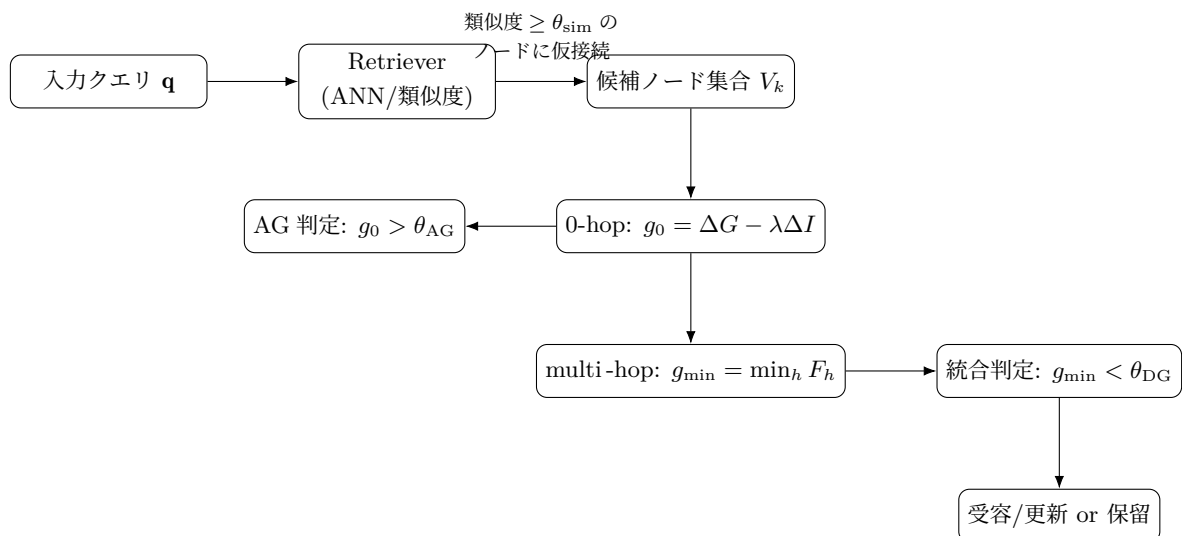 類似度 ≥ θ_sim の
ノードに仮接続
入力クエリ q
Retriever
(ANN/類似度)
候補ノード集合 V_k
AG 判定: g_0 > θ_AG
0-hop: g_0 = ΔG − λΔI
multi-hop: g_min = min_h F_h
統合判定: g_min < θ_DG
受容/更新 or 保留